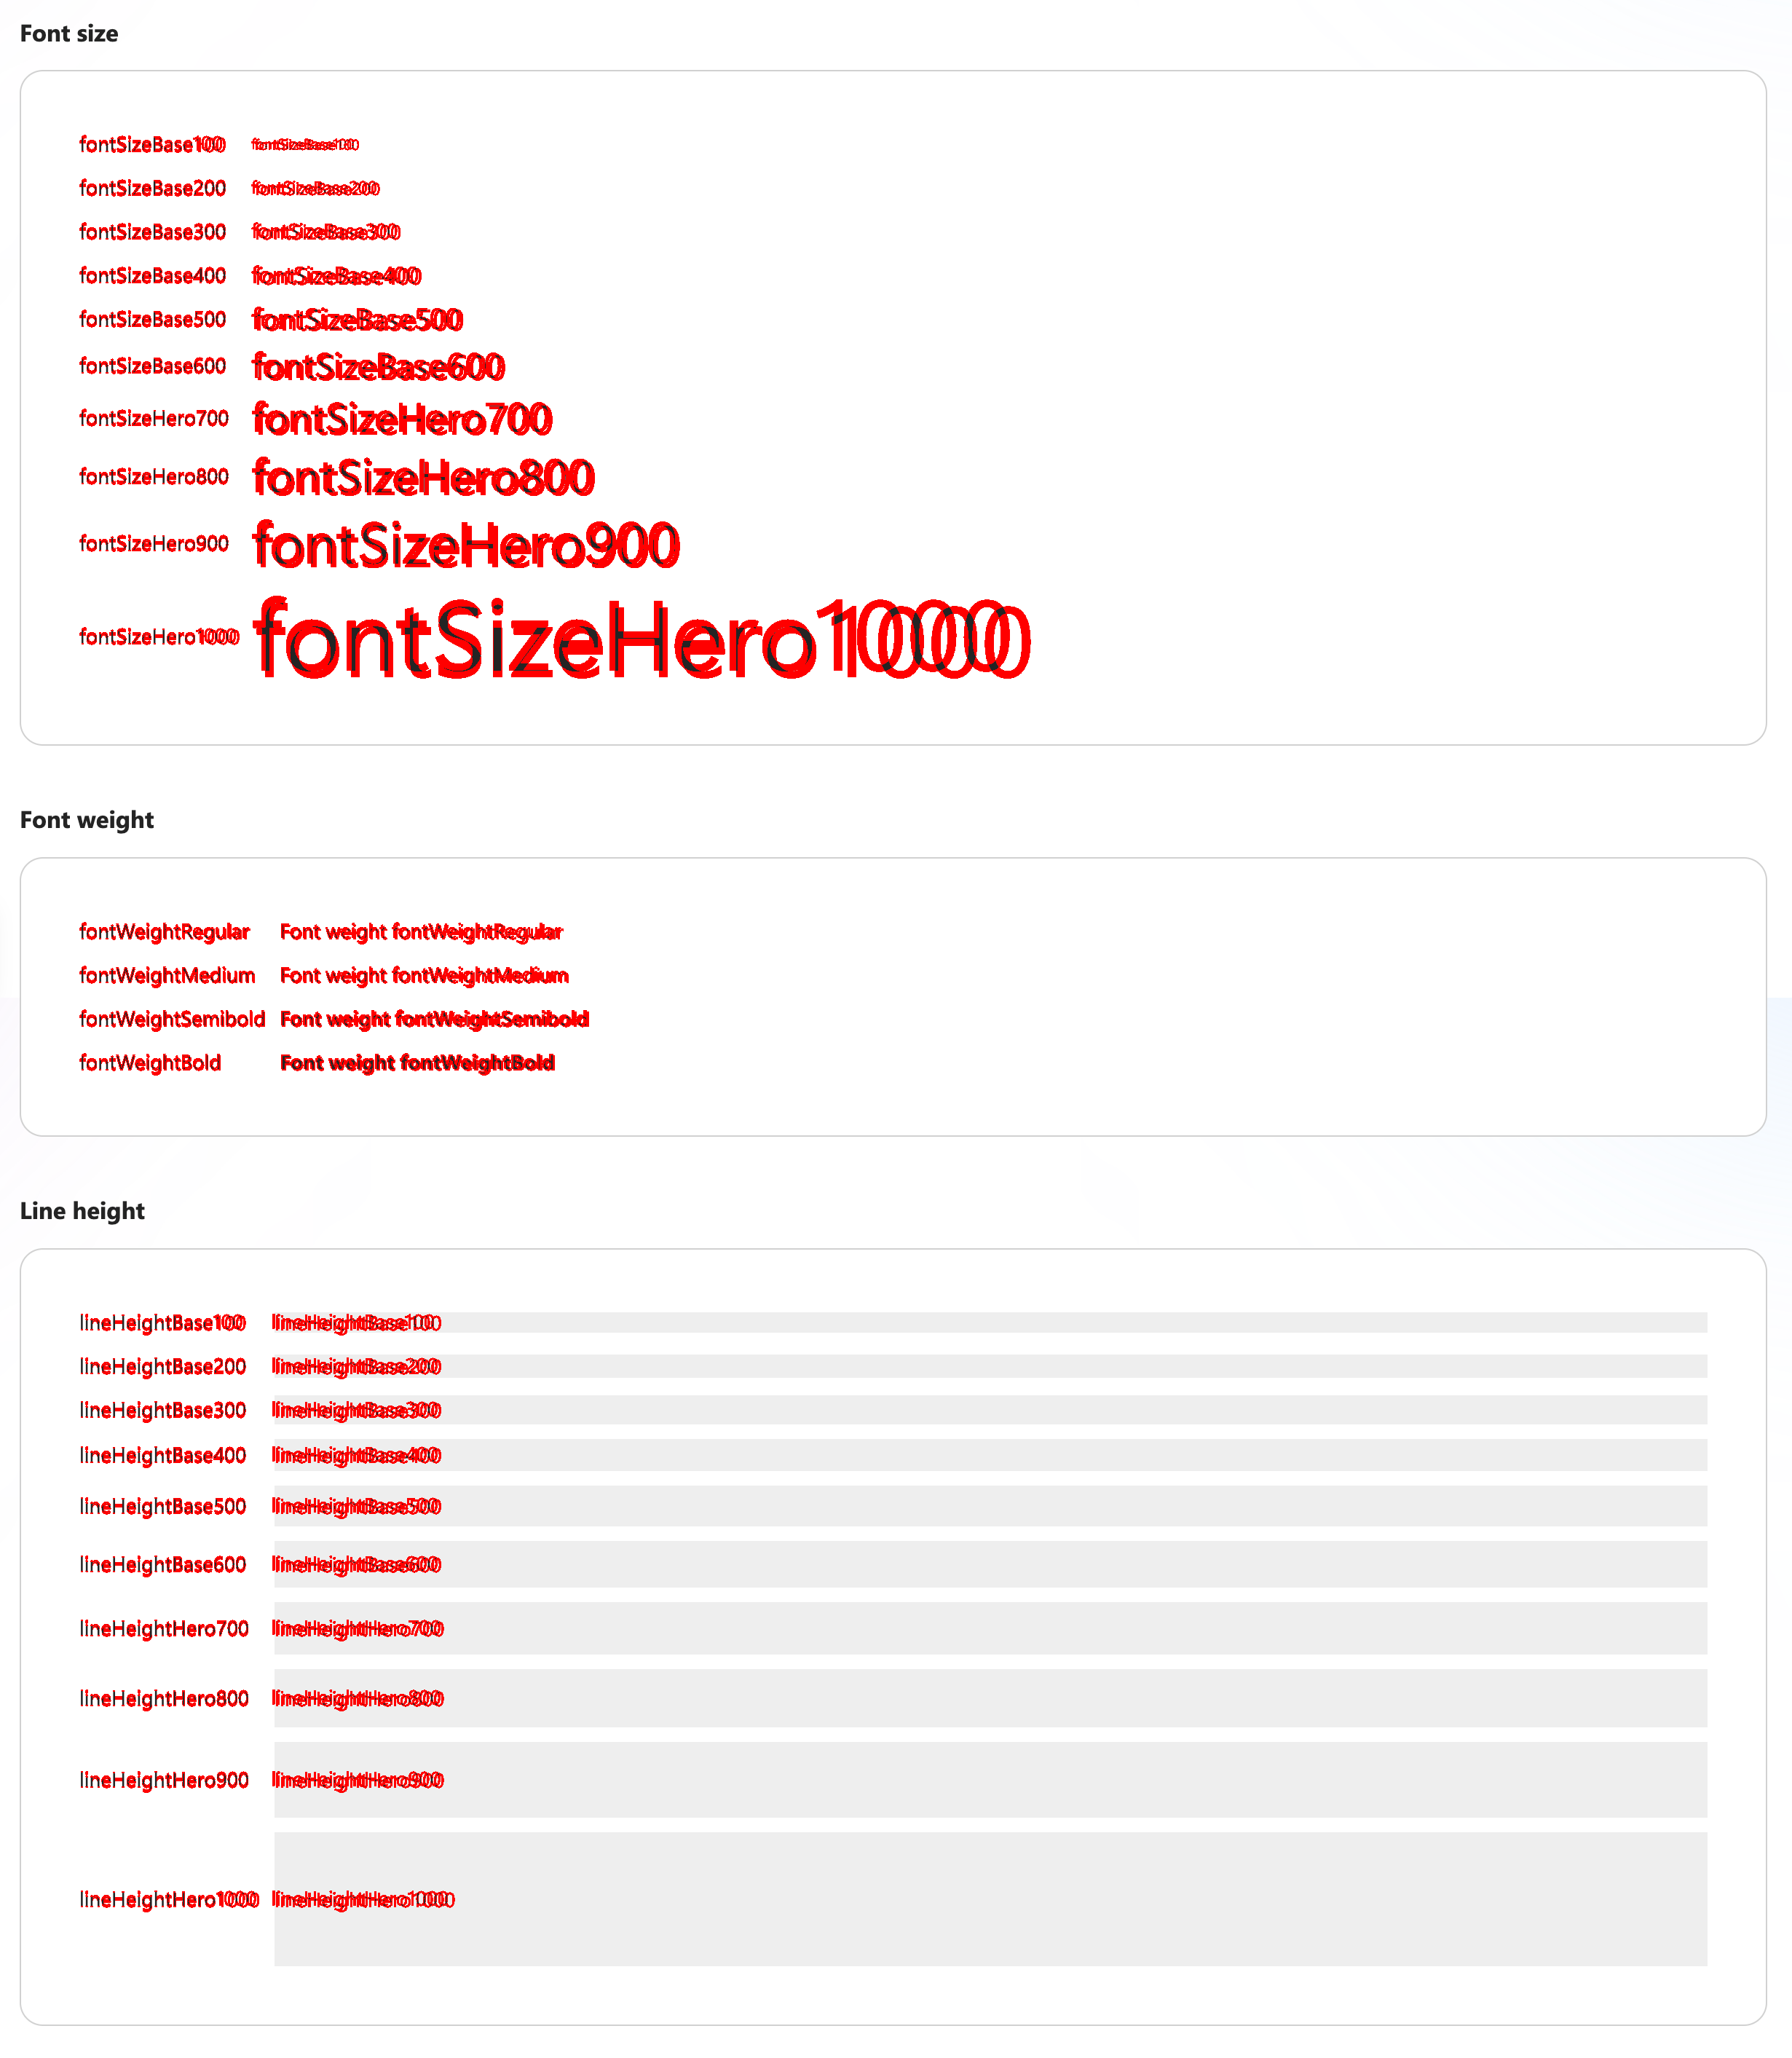 Font size
fontSizeBase100 fontSizeBase100
fontSizeBase200 fontSizeBase200
fontSizeBase300 fontSizeBase300
fontSizeBase400 fontSizeBase400
fontSizeBase500 fontSizeBase500
fontSizeBase600 fontSizeBase600
fontSizeHero700 fontSizeHero700
fontSizeHero800 fontSizeHero800
fontSizeHero900 fontSizeHero900
fontSizeHero1000 fontSizeHero1000
Font weight
fontWeightRegular Font weight fontWeightRegular
fontWeightMedium Font weight fontWeightMedium
fontWeightSemibold Font weight fontWeightSemibold
fontWeightBold Font weight fontWeightBold
Line height
lineHeightBase100 lineHeightBase100
lineHeightBase200 lineHeightBase200
lineHeightBase300 lineHeightBase300
lineHeightBase400 lineHeightBase400
lineHeightBase500 lineHeightBase500
lineHeightBase600 lineHeightBase600
lineHeightHero700 lineHeightHero700
lineHeightHero800 lineHeightHero800
lineHeightHero900 lineHeightHero900
lineHeightHero1000 lineHeightHero1000